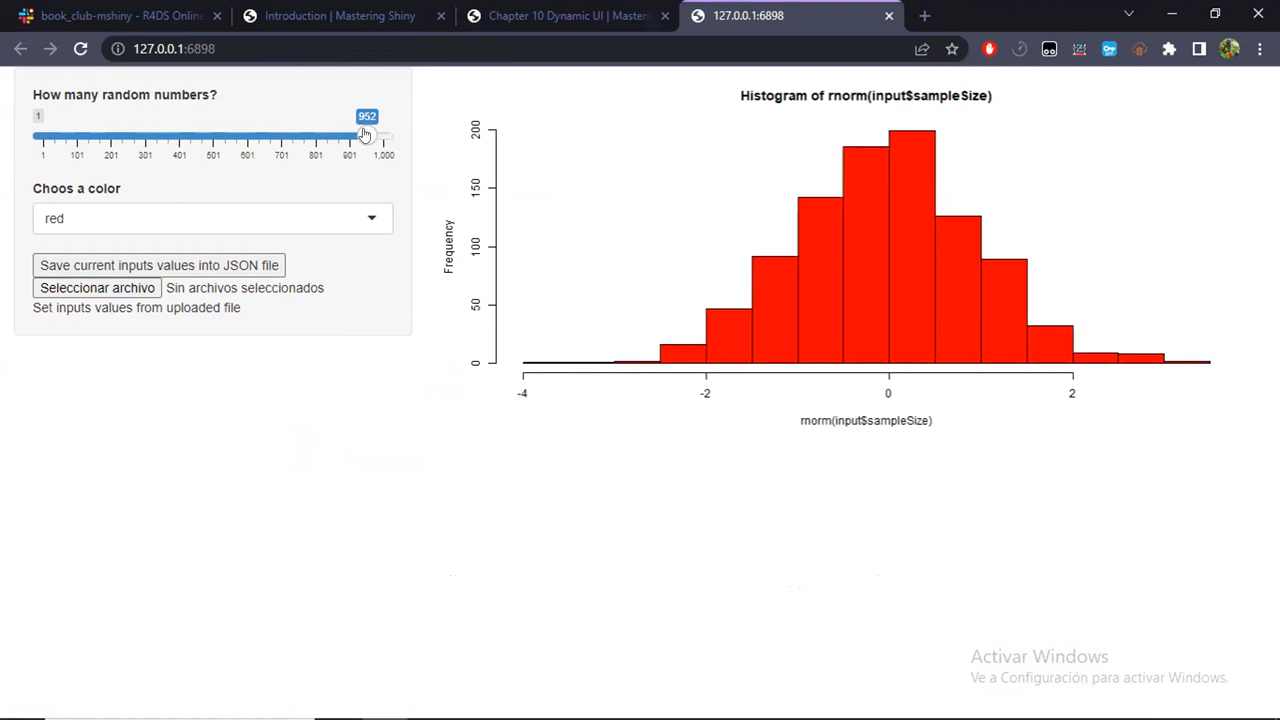 book_club-mshiny - R4DS Online
Introduction | Mastering Shiny
Chapter 10 Dynamic UI | Master
127.0.0.1:6898
127.0.0.1:6898
How many random numbers?
1
952
1 101 201 301 401 501 601 701 801 901 1,000
Choos a color
red
Save current inputs values into JSON file
Seleccionar archivo Sin archivos seleccionados
Set inputs values from uploaded file
Histogram of rnorm(input$sampleSize)
200
150
100
50
0
Frequency
-4 -2 0 2
rnorm(input$sampleSize)
Activar Windows
Ve a Configuración para activar Windows.